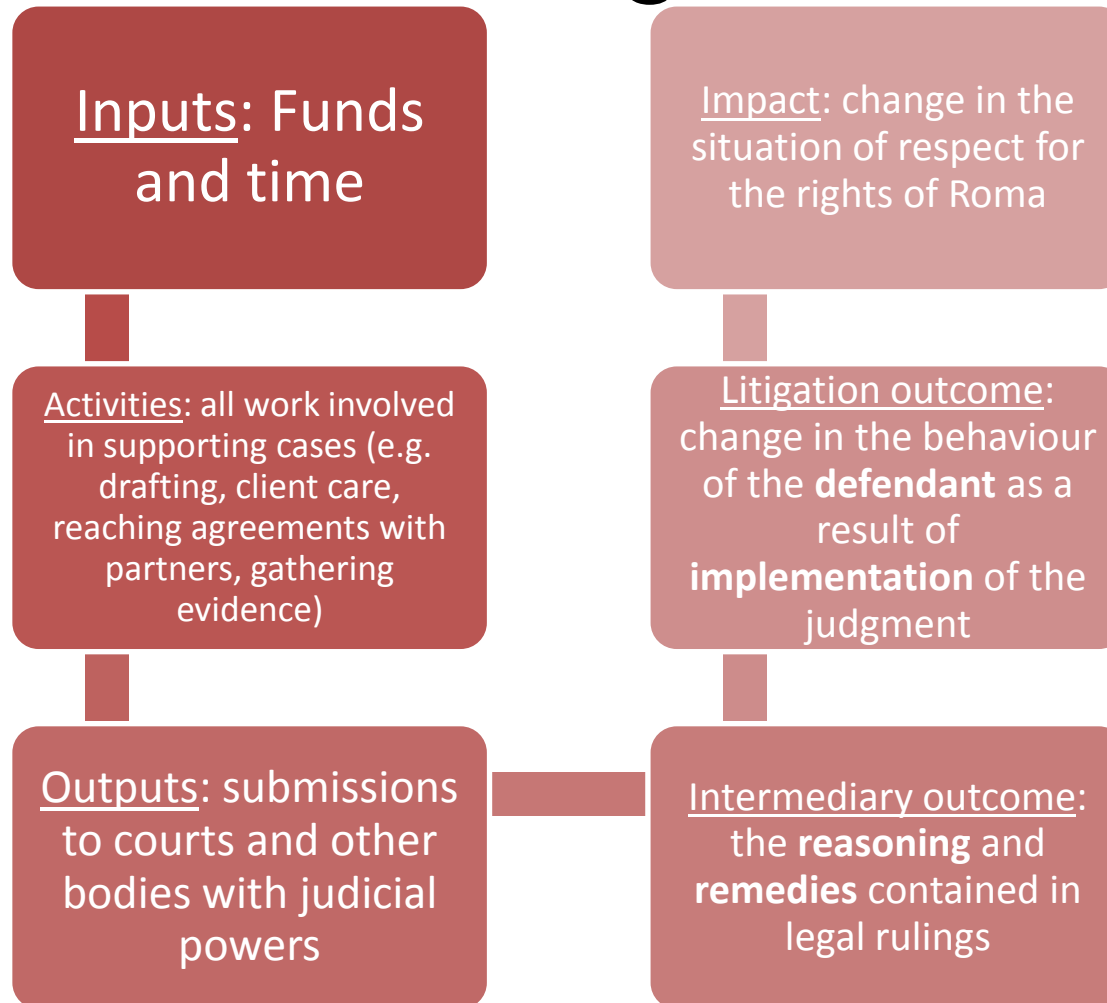 Inputs: Funds
and time
Activities: all work involved
in supporting cases (e.g.
drafting, client care,
reaching agreements with
partners, gathering
evidence)
Outputs: submissions
to courts and other
bodies with judicial
powers
Intermediary outcome:
the reasoning and
remedies contained in
legal rulings
Litigation outcome:
change in the behaviour
of the defendant as a
result of
implementation of the
judgment
Impact: change in the
situation of respect for
the rights of Roma